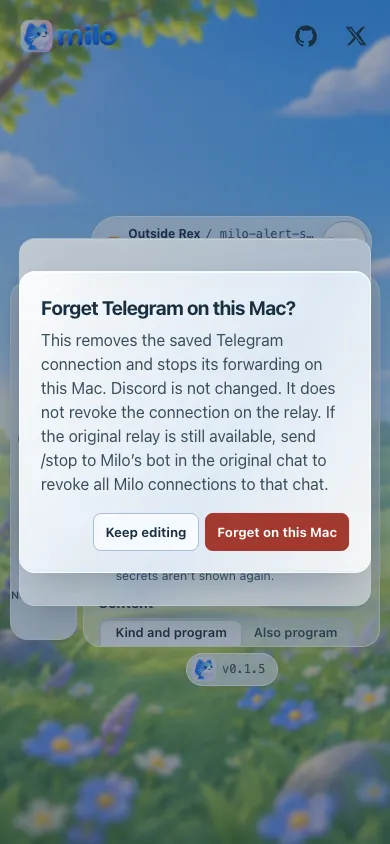 milo
Outside Rex / milo-alert-s…
Forget Telegram on this Mac?
This removes the saved Telegram
connection and stops its forwarding on
this Mac. Discord is not changed. It does
not revoke the connection on the relay. If
the original relay is still available, send
/stop to Milo’s bot in the original chat to
revoke all Milo connections to that chat.
Keep editing
Forget on this Mac
secrets aren’t shown again.
Content
Kind and program
Also program
v0.1.5